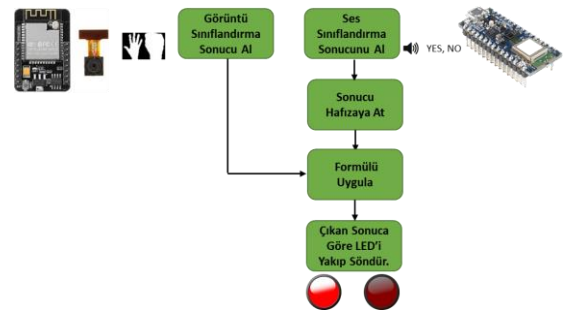 Görüntü
Sınıflandırma
Sonucu Al
Ses
Sınıflandırma
Sonucunu Al
YES, NO
Sonucu
Hafızaya At
Formülü
Uygula
Çıkan Sonuca
Göre LED'i
Yakıp Söndür.